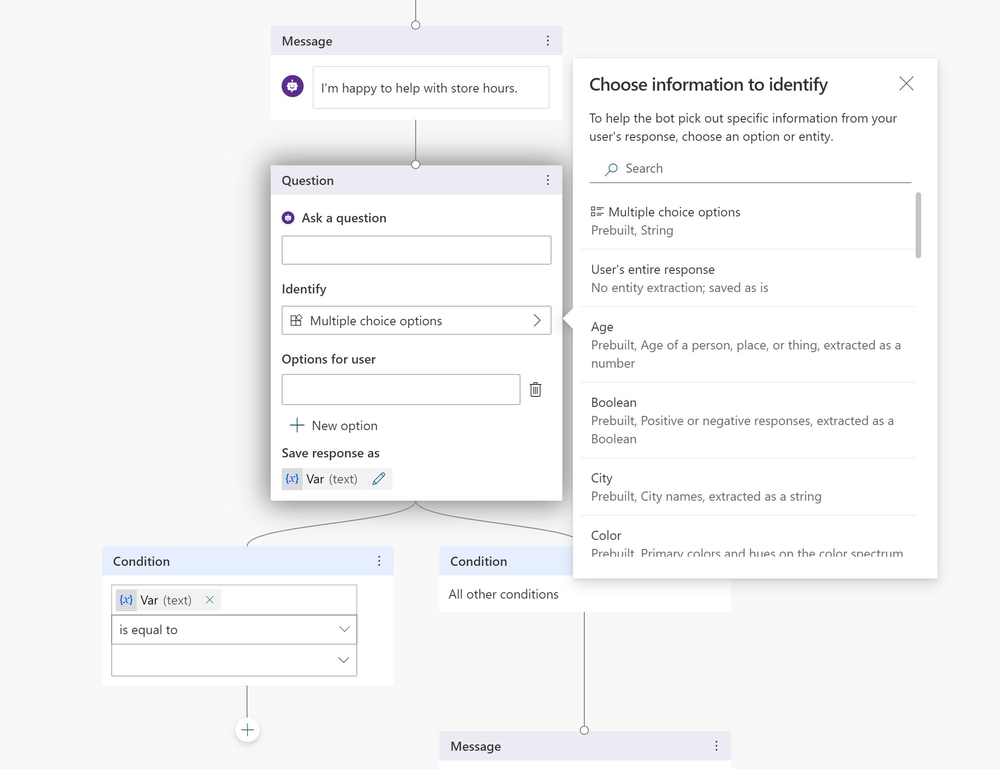 Message
I'm happy to help with store hours.
Question
Ask a question
Identify
Multiple choice options
Options for user
New option
Save response as
{x} Var (text)
Condition
{x} Var (text)
is equal to
Condition
All other conditions
Message
Choose information to identify
To help the bot pick out specific information from your
user's response, choose an option or entity.
Search
Multiple choice options
Prebuilt, String
User's entire response
No entity extraction; saved as is
Age
Prebuilt, Age of a person, place, or thing, extracted as a
number
Boolean
Prebuilt, Positive or negative responses, extracted as a
Boolean
City
Prebuilt, City names, extracted as a string
Color
Prebuilt, Primary colors and hues on the color spectrum